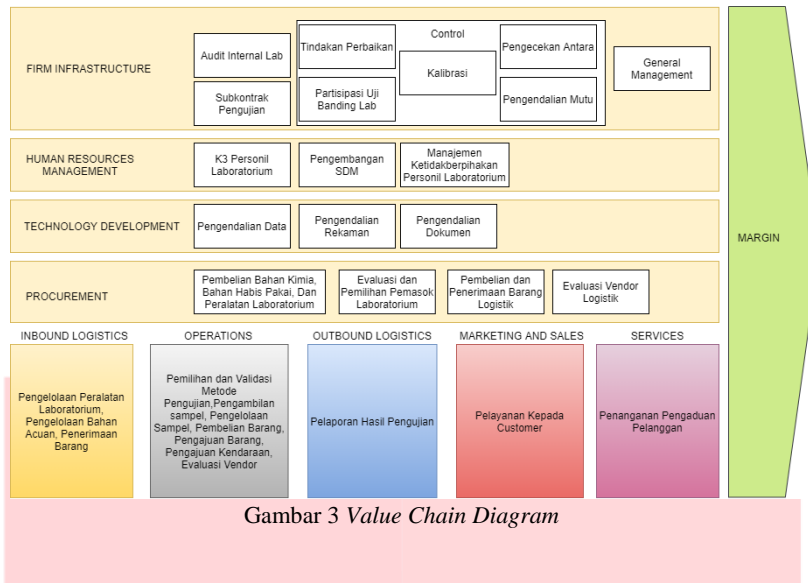 FIRM INFRASTRUCTURE
Audit Internal Lab
Subkontrak
Pengujian
Control
Tindakan Perbaikan
Partisipasi Uji
Banding Lab
Kalibrasi
Pengecekan Antara
Pengendalian Mutu
General
Management
HUMAN RESOURCES
MANAGEMENT
K3 Personil
Laboratorium
Pengembangan
SDM
Manajemen
Ketidakberpihakan
Personil Laboratorium
TECHNOLOGY DEVELOPMENT
Pengendalian Data
Pengendalian
Rekaman
Pengendalian
Dokumen
PROCUREMENT
Pembelian Bahan Kimia,
Bahan Habis Pakai, Dan
Peralatan Laboratorium
Evaluasi dan
Pemilihan Pemasok
Laboratorium
Pembelian dan
Penerimaan Barang
Logistik
Evaluasi Vendor
Logistik
MARGIN
INBOUND LOGISTICS
Pengelolaan Peralatan
Laboratorium,
Pengelolaan Bahan
Acuan, Penerimaan
Barang
OPERATIONS
Pemilihan dan Validasi
Metode
Pengujian,Pengambilan
sampel, Pengelolaan
Sampel, Pembelian Barang,
Pengajuan Barang,
Pengajuan Kendaraan,
Evaluasi Vendor
OUTBOUND LOGISTICS
Pelaporan Hasil Pengujian
MARKETING AND SALES
Pelayanan Kepada
Customer
SERVICES
Penanganan Pengaduan
Pelanggan
Gambar 3 Value Chain Diagram